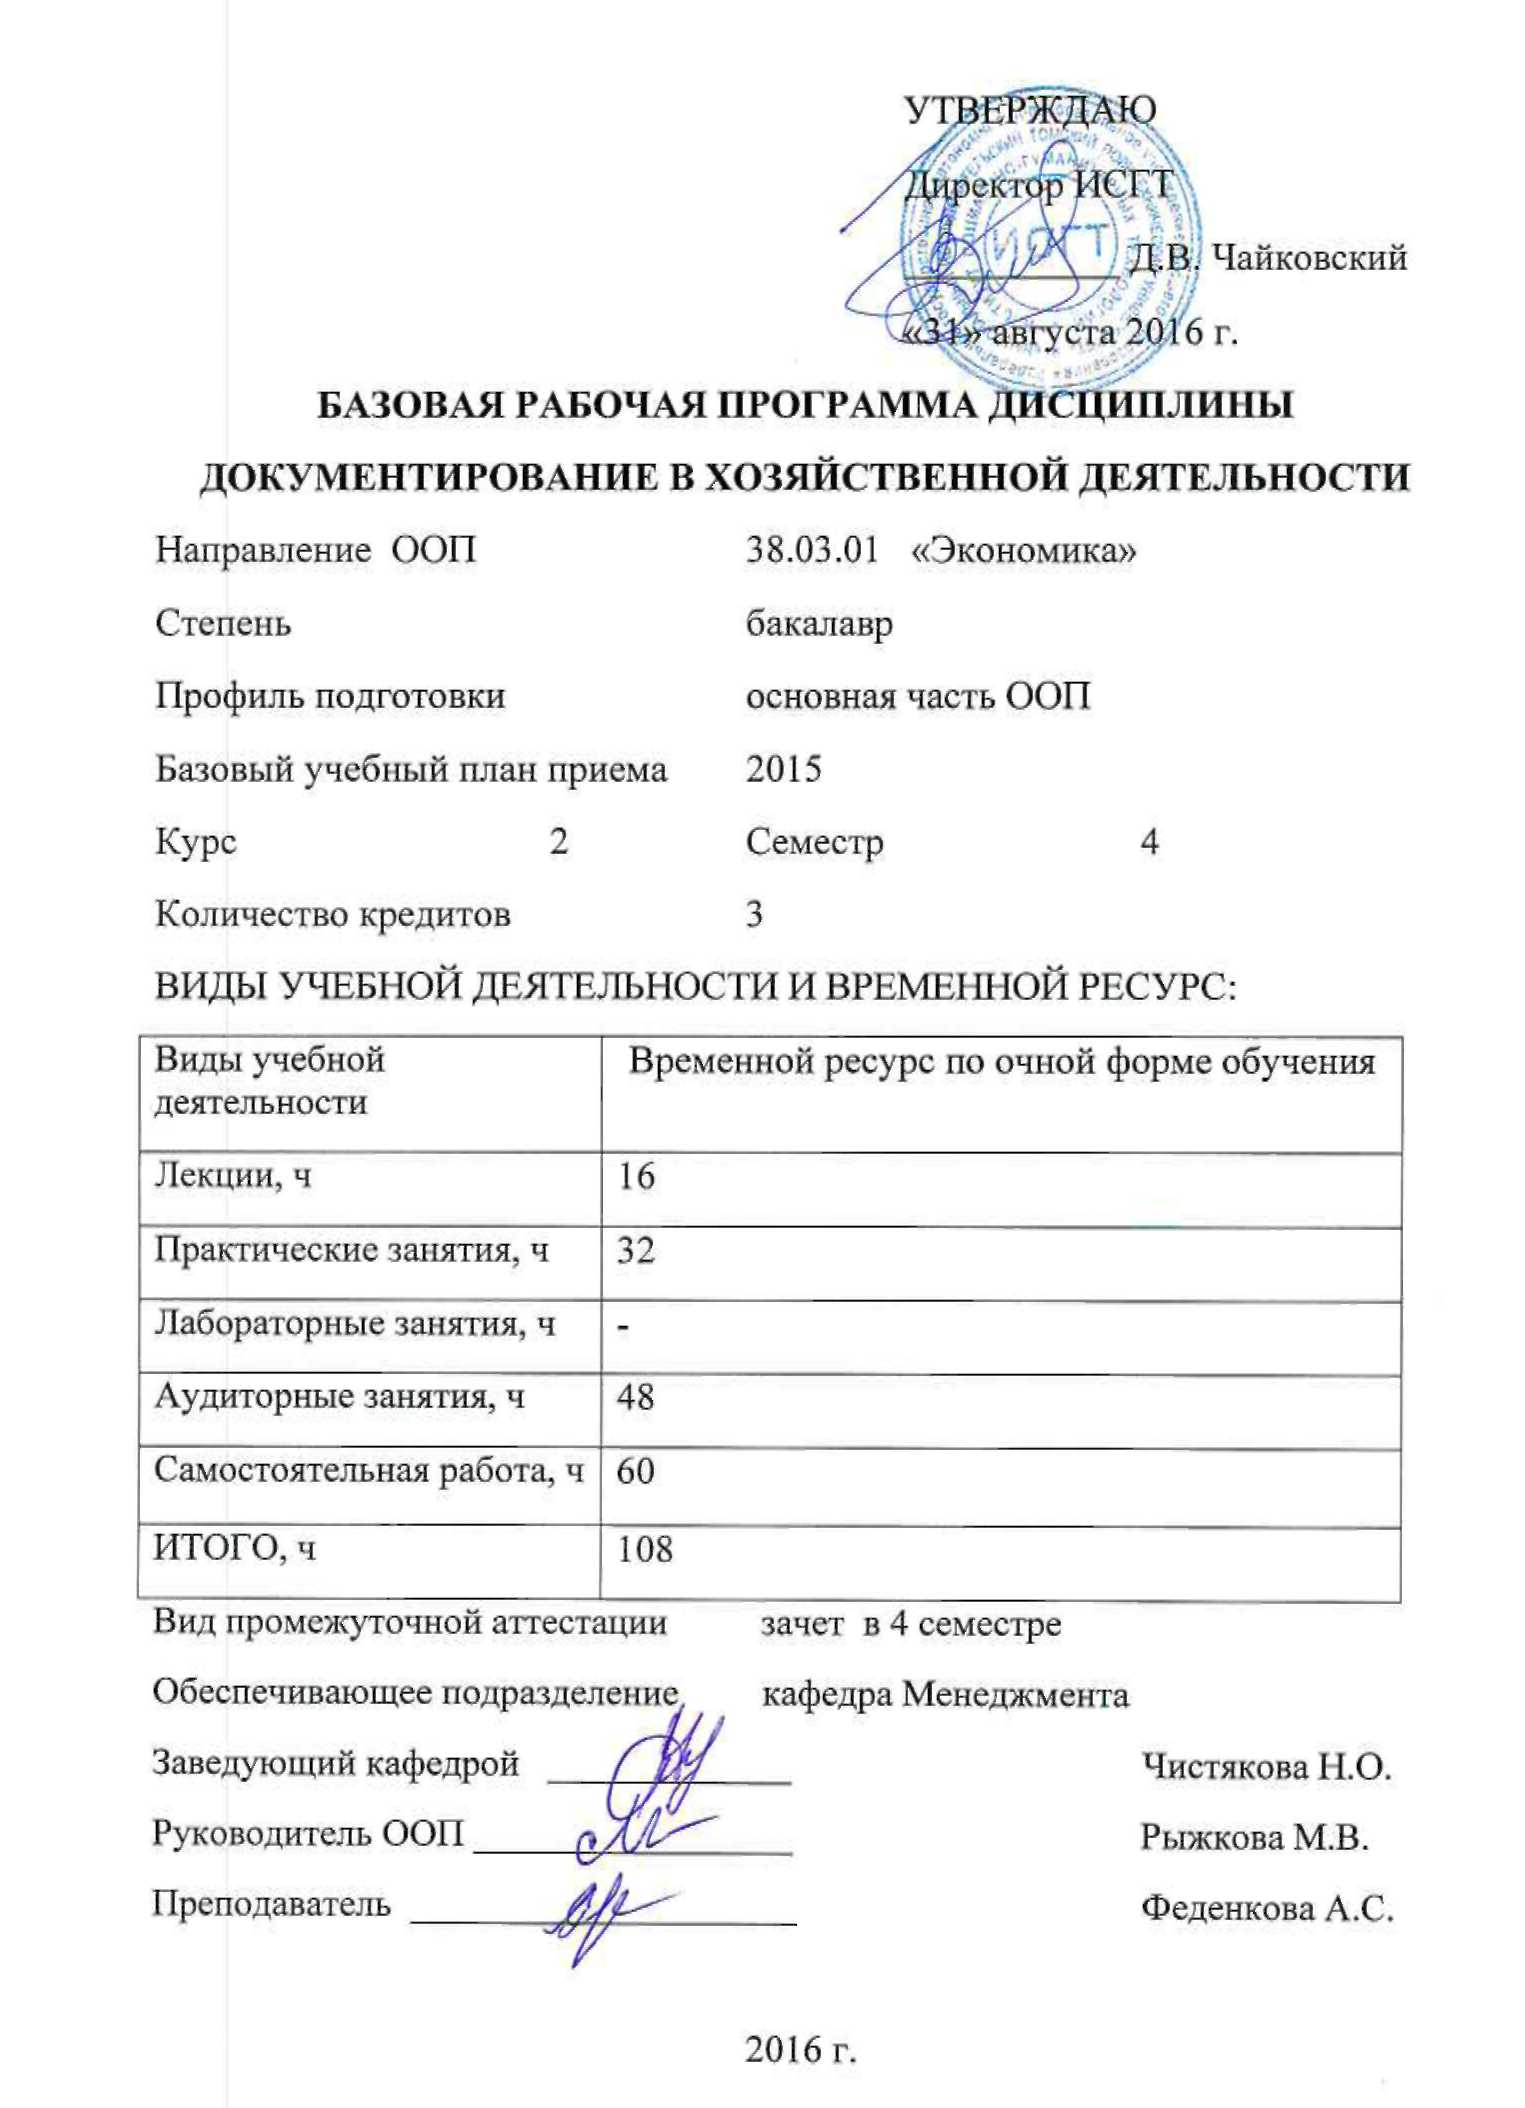 УТВЕРЖДАЮ
Директор ИСГТ
ИСГТ
Д.В. Чайковский
«31» августа 2016 г.
БАЗОВАЯ РАБОЧАЯ ПРОГРАММА ДИСЦИПЛИНЫ
ДОКУМЕНТИРОВАНИЕ В ХОЗЯЙСТВЕННОЙ ДЕЯТЕЛЬНОСТИ
Направление ООП 38.03.01 «Экономика»
Степень бакалавр
Профиль подготовки основная часть ООП
Базовый учебный план приема 2015
Курс 2 Семестр 4
Количество кредитов 3
ВИДЫ УЧЕБНОЙ ДЕЯТЕЛЬНОСТИ И ВРЕМЕННОЙ РЕСУРС:
Виды учебной
деятельности
Временной ресурс по очной форме обучения
Лекции, ч 16
Практические занятия, ч 32
Лабораторные занятия, ч -
Аудиторные занятия, ч 48
Самостоятельная работа, ч 60
ИТОГО, ч 108
Вид промежуточной аттестации зачет в 4 семестре
Обеспечивающее подразделение кафедра Менеджмента
Заведующий кафедрой Чистякова Н.О.
Руководитель ООП Рыжкова М.В.
Преподаватель Феденкова А.С.
2016 г.